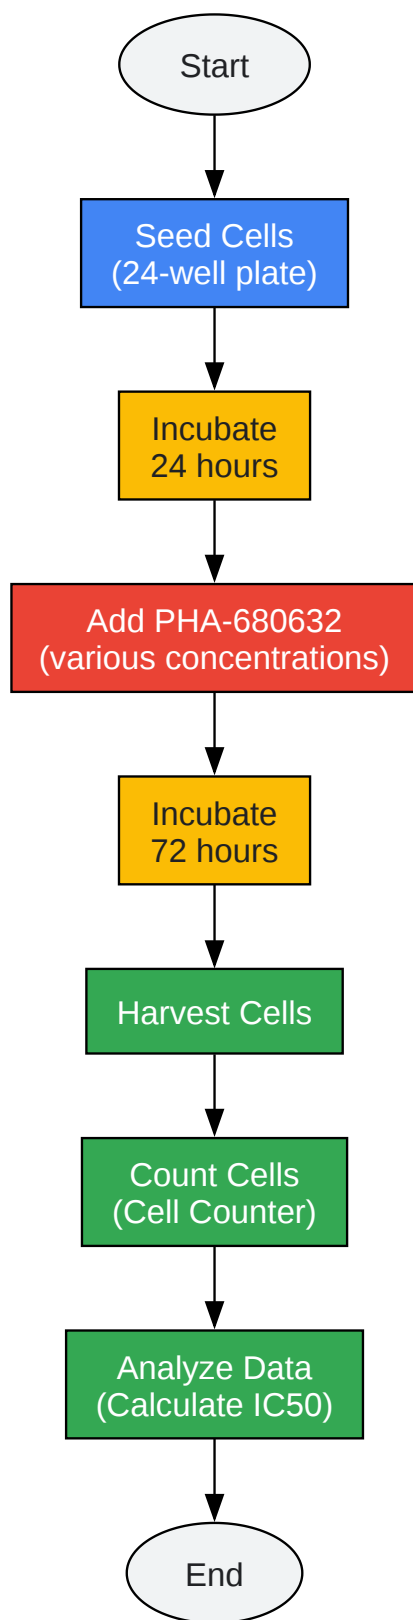 Start
Seed Cells
(24-well plate)
Incubate
24 hours
Add PHA-680632
(various concentrations)
Incubate
72 hours
Harvest Cells
Count Cells
(Cell Counter)
Analyze Data
(Calculate IC50)
End